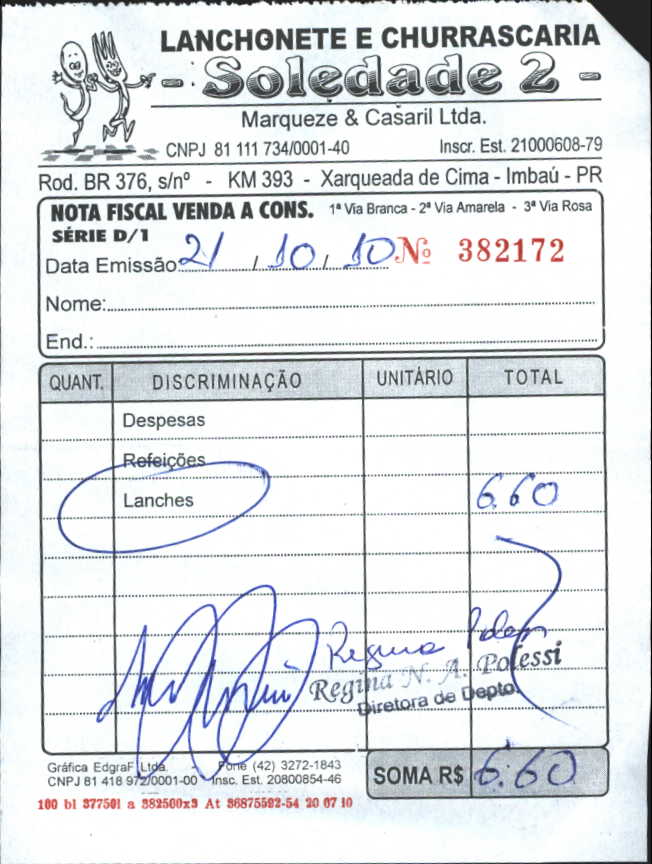 LANCHONETE E CHURRASCARIA
- Soledade 2 -
Marqueze & Casaril Ltda.
CNPJ 81 111 734/0001-40 Inscr. Est. 21000608-79
Rod. BR 376, s/nº - KM 393 - Xarqueada de Cima - Imbaú - PR
NOTA FISCAL VENDA A CONS. 1ª Via Branca - 2ª Via Amarela - 3ª Via Rosa
SÉRIE D/1
Data Emissão 21 / 10 / 10 Nº 382172
Nome:
End.:
QUANT. DISCRIMINAÇÃO UNITÁRIO TOTAL
Despesas
Refeições
Lanches 6.60
Regina
Regina N. A. Polessi
Diretora de Depto.
Gráfica EdgraF Ltda. - Fone (42) 3272-1843
CNPJ 81 418 972/0001-00 Insc. Est. 20800854-46
SOMA R$ 6.60
100 bl 377501 a 382500x3 At 36875592-54 20 07 10